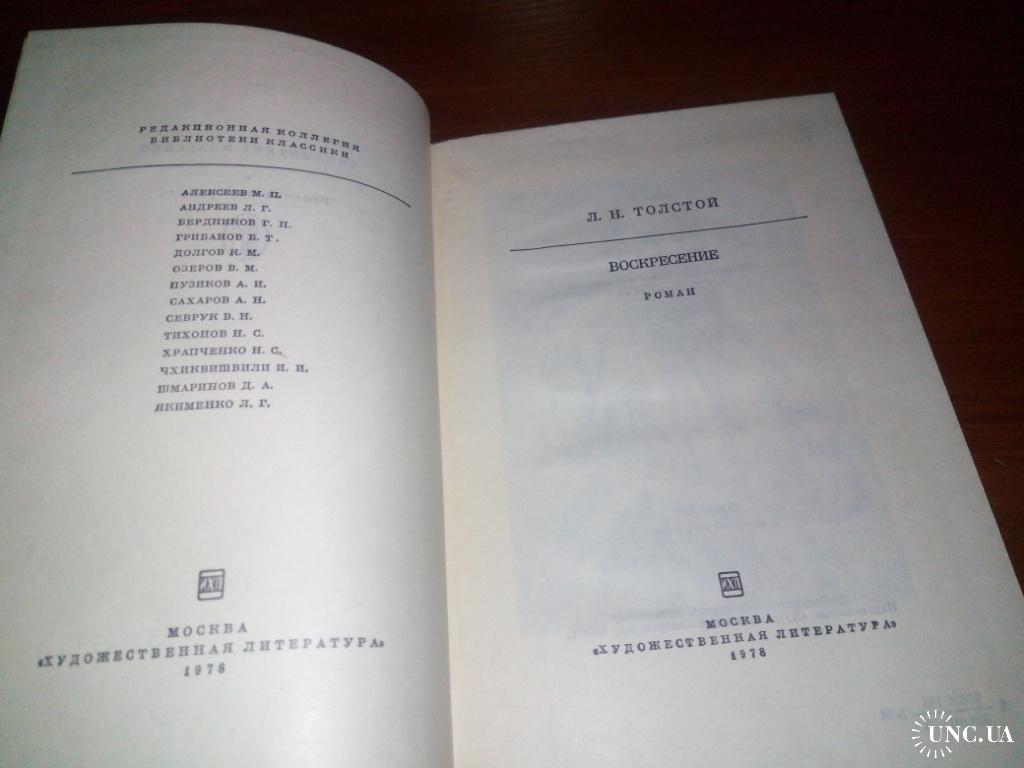 РЕДАКЦИОННАЯ КОЛЛЕГИЯ
БИБЛИОТЕКИ КЛАССИКИ
АЛЕКСЕЕВ М. П.
АНДРЕЕВ Л. Г.
БЕРДНИКОВ Г. П.
ГРИБАНОВ Б. Т.
ДОЛГОВ К. М.
ОЗЕРОВ В. М.
ПУЗИКОВ А. И.
САХАРОВ А. Н.
СЕВРУК В. Н.
ТИХОНОВ Н. С.
ХРАПЧЕНКО Н. С.
ЧХИКВИШВИЛИ И. И.
ШМАРИНОВ Д. А.
ЯКИМЕНКО Л. Г.
МОСКВА
«ХУДОЖЕСТВЕННАЯ ЛИТЕРАТУРА»
1978
Л. Н. ТОЛСТОЙ
ВОСКРЕСЕНИЕ
РОМАН
МОСКВА
«ХУДОЖЕСТВЕННАЯ ЛИТЕРАТУРА»
1978
UNC.UA